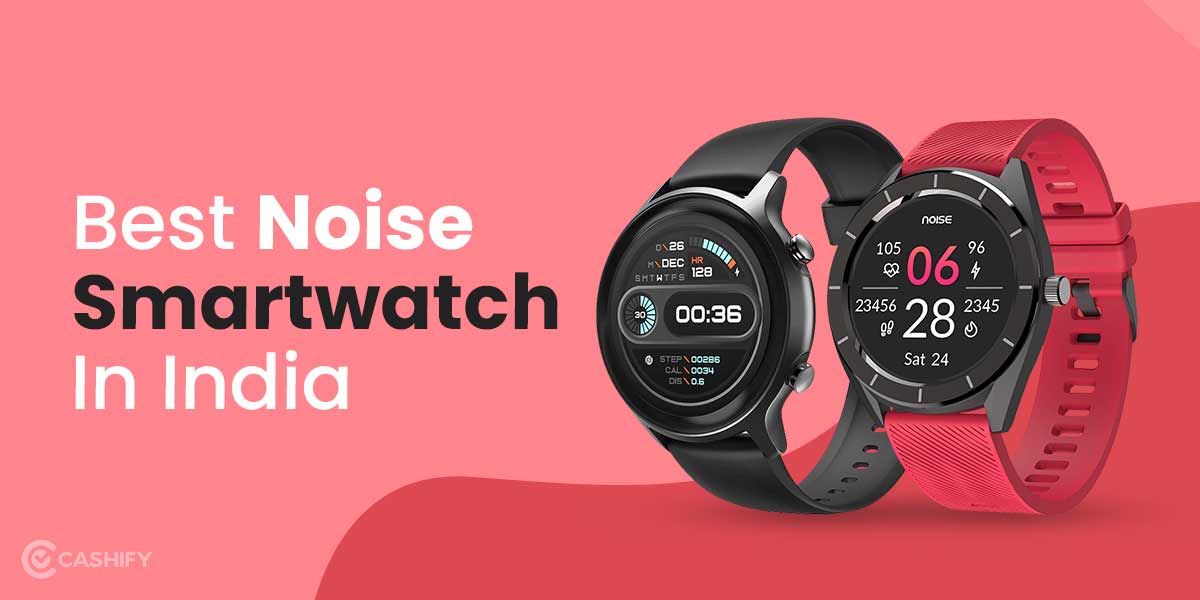 Best Noise
Smartwatch
In India
CASHIFY
D\26
M\DEC
HR
128
SMTWTFS
30
00:36
STEP\00286
CAL\0034
DIS\0.6
NOISE
105
06
96
23456
28
2345
Sat 24